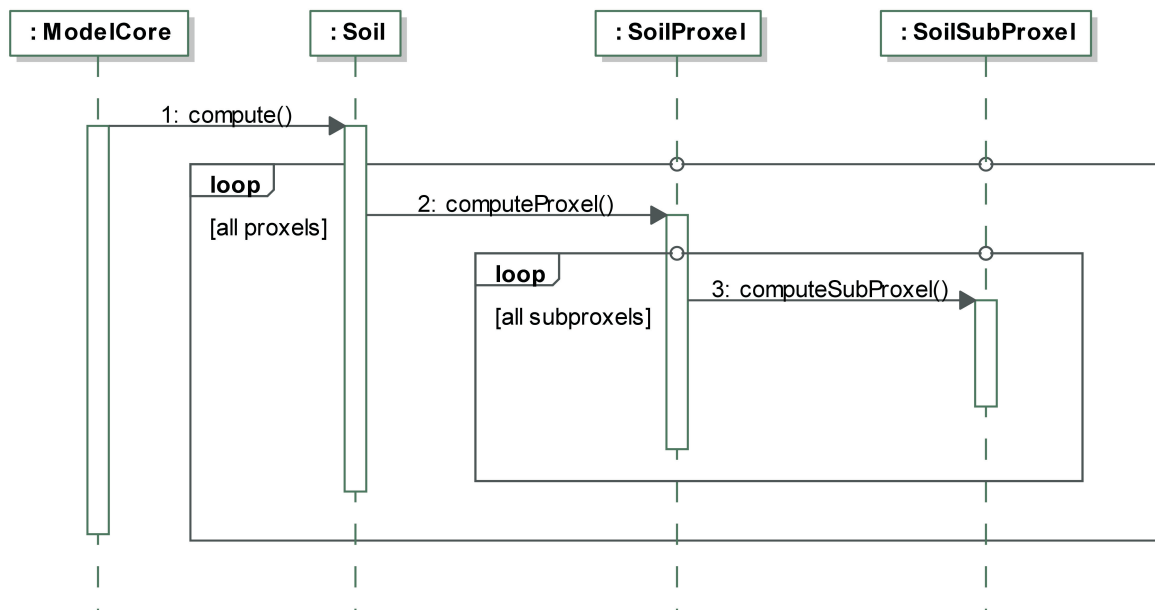 : ModelCore
: Soil
: SoilProxel
: SoilSubProxel
1: compute()
loop
2: computeProxel()
[all proxels]
loop
3: computeSubProxel()
[all subproxels]